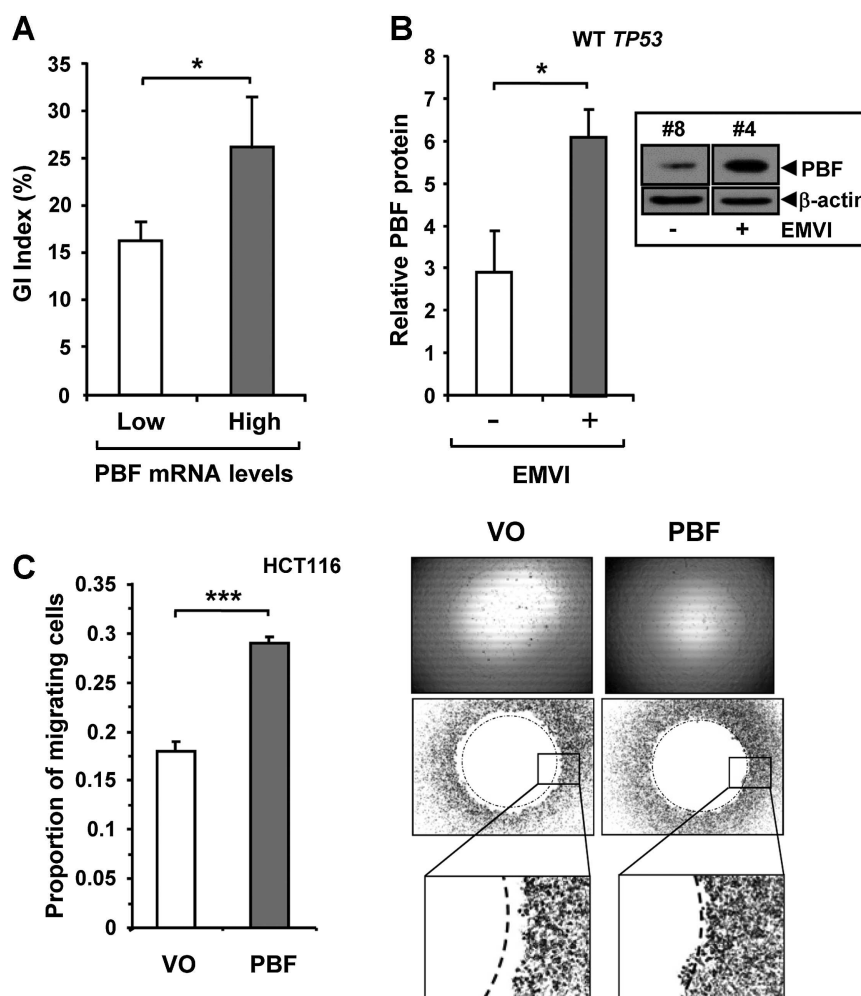 A
*
GI Index (%)
35
30
25
20
15
15
35
0
Low
High
PBF mRNA levels
B
WT TP53
*
Relative PBF protein
8
7
6
5
4
3
2
1
0
-
+
EMVI
#8
#4
PBF
β-actin
-
+
EMVI
C
HCT116
***
Proportion of migrating cells
0.35
0.3
0.25
0.2
0.15
0.1
0.05
0
VO
PBF
VO
PBF